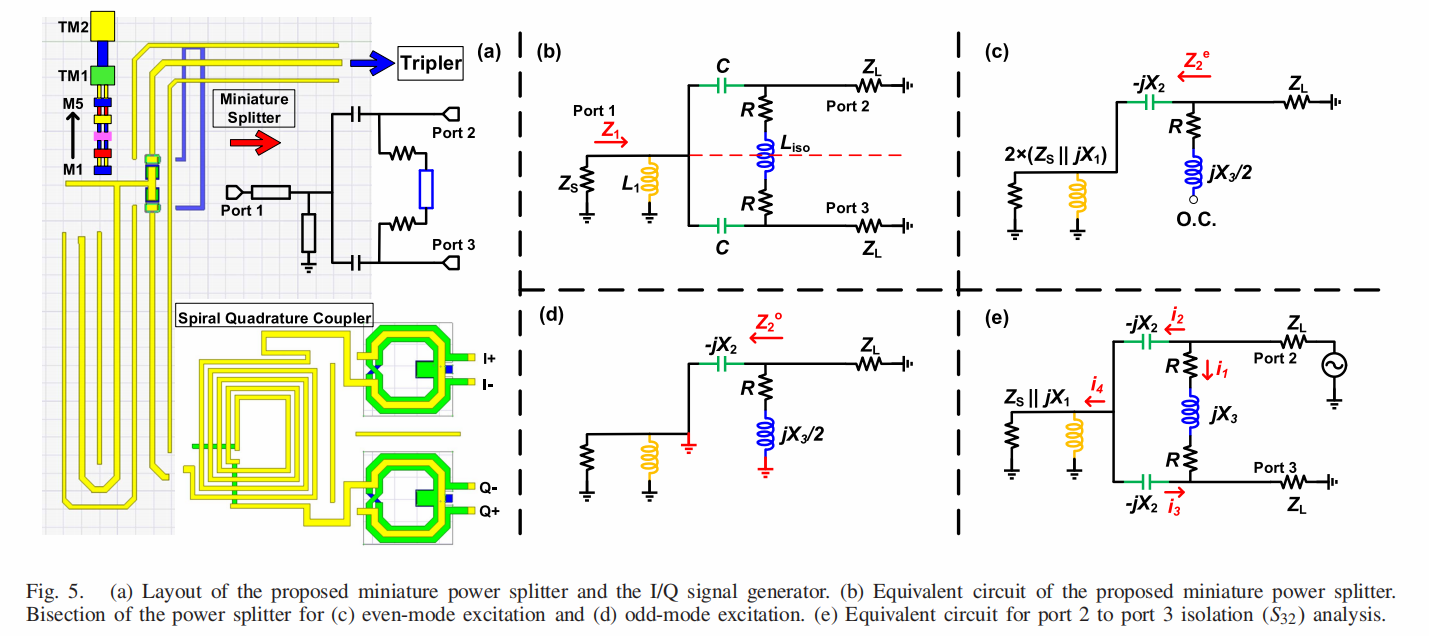 (a)
TM2
TM1
M5
M1
Miniature
Splitter
Tripler
Port 1
Port 2
Port 3
Spiral Quadrature Coupler
I+
I-
Q-
Q+
(b)
C
Z_L
Port 1
Z_1
R
Port 2
L_iso
Z_S
L_1
R
Port 3
C
Z_L
(c)
Z_2^e
-jX_2
Z_L
R
2×(Z_S || jX_1)
jX_3/2
O.C.
(d)
Z_2^o
-jX_2
Z_L
R
jX_3/2
(e)
-jX_2
i_2
Z_L
R
i_1
Port 2
Z_S || jX_1
i_4
jX_3
R
Port 3
-jX_2
i_3
Z_L
Fig. 5. (a) Layout of the proposed miniature power splitter and the I/Q signal generator. (b) Equivalent circuit of the proposed miniature power splitter.
Bisection of the power splitter for (c) even-mode excitation and (d) odd-mode excitation. (e) Equivalent circuit for port 2 to port 3 isolation (S_32) analysis.